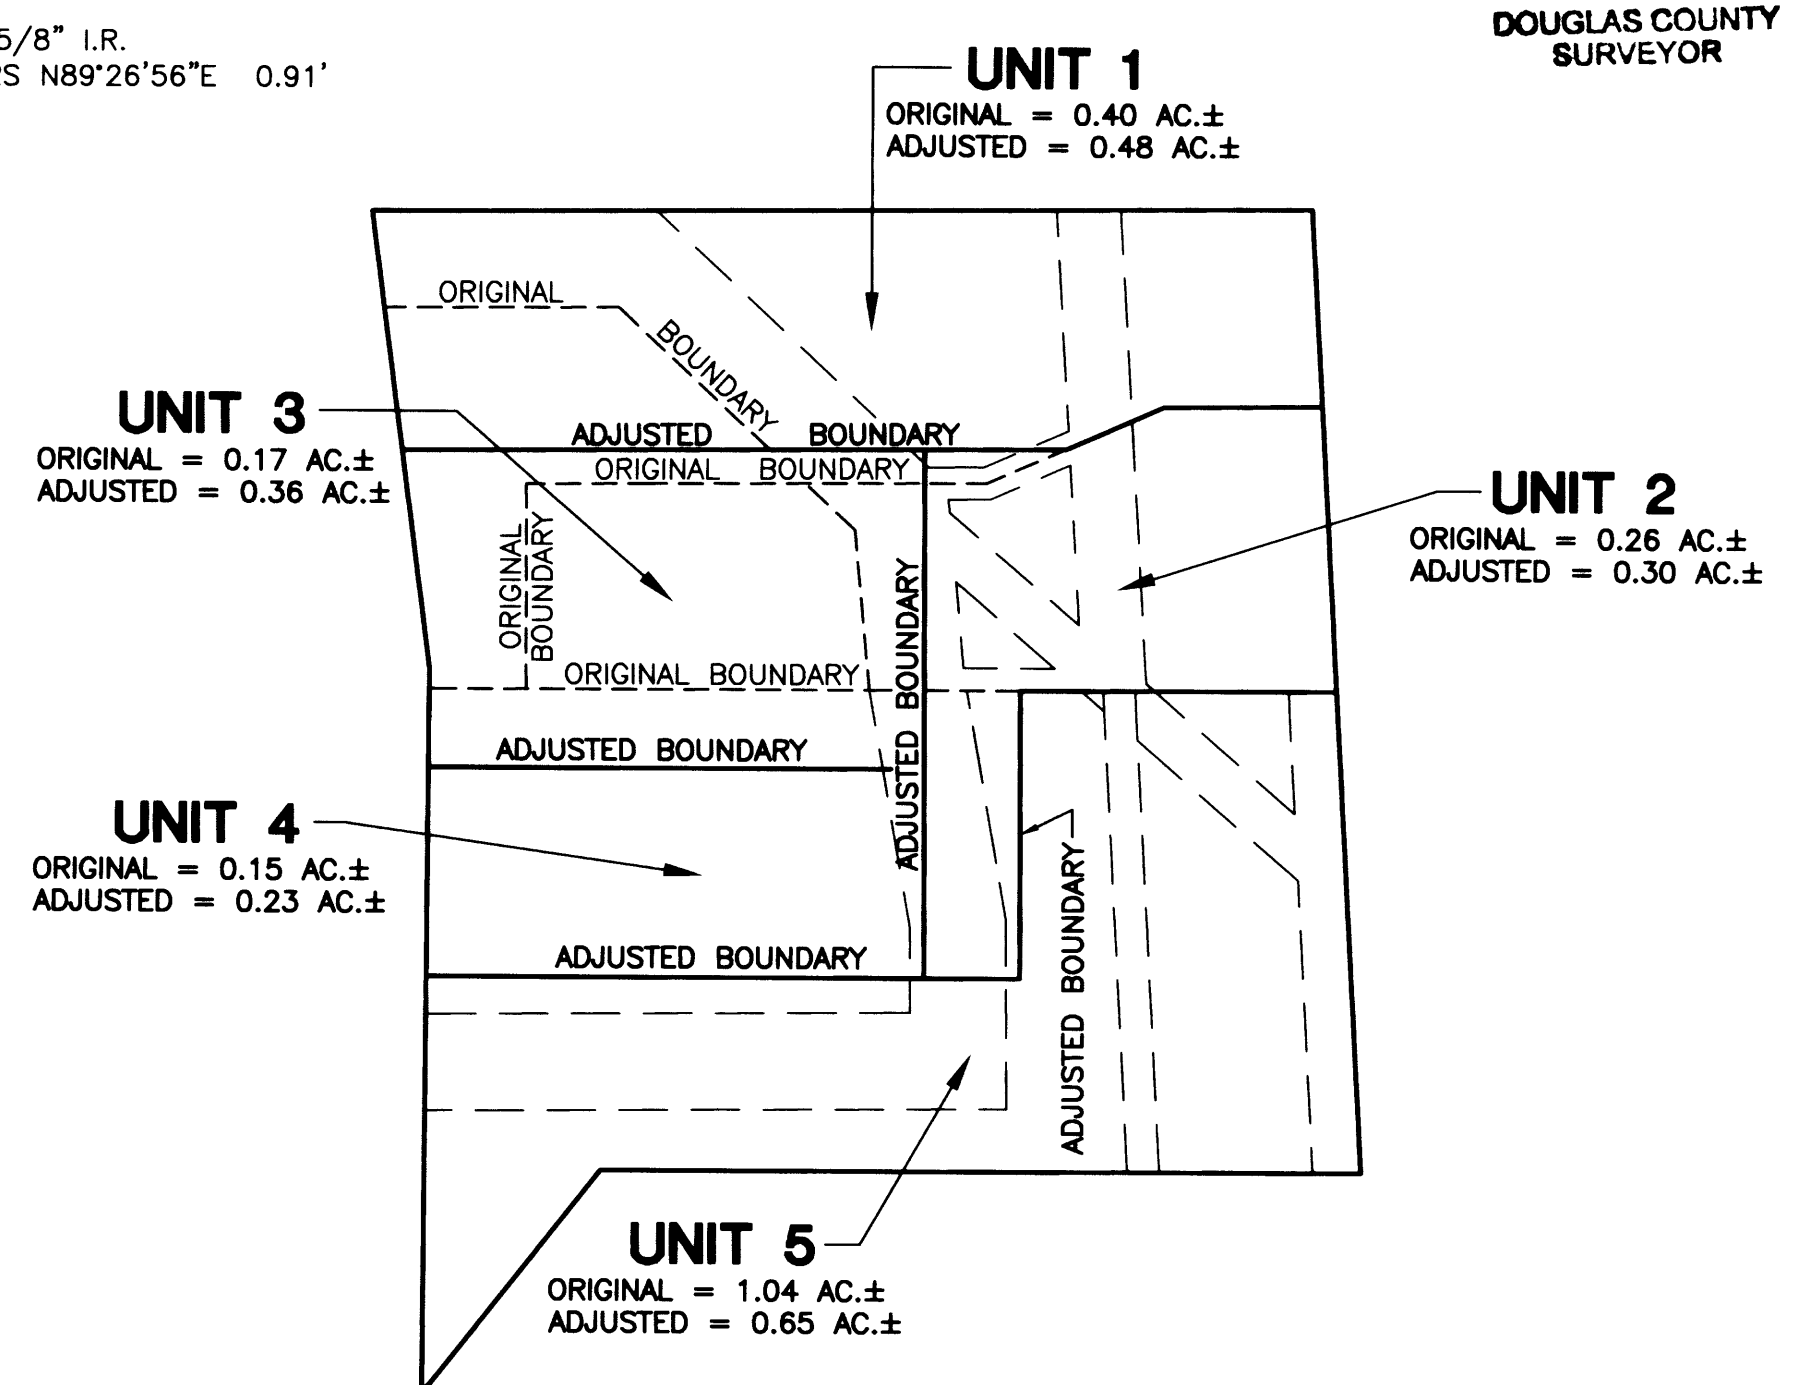 5/8" I.R.
RS N89°26'56"E 0.91'
DOUGLAS COUNTY
SURVEYOR
UNIT 1
ORIGINAL = 0.40 AC.±
ADJUSTED = 0.48 AC.±
ORIGINAL
BOUNDARY
UNIT 3
ORIGINAL = 0.17 AC.±
ADJUSTED = 0.36 AC.±
ADJUSTED BOUNDARY
ORIGINAL BOUNDARY
ORIGINAL
BOUNDARY
UNIT 2
ORIGINAL = 0.26 AC.±
ADJUSTED = 0.30 AC.±
ORIGINAL BOUNDARY
ADJUSTED BOUNDARY
ADJUSTED BOUNDARY
UNIT 4
ORIGINAL = 0.15 AC.±
ADJUSTED = 0.23 AC.±
ADJUSTED BOUNDARY
ADJUSTED BOUNDARY
UNIT 5
ORIGINAL = 1.04 AC.±
ADJUSTED = 0.65 AC.±